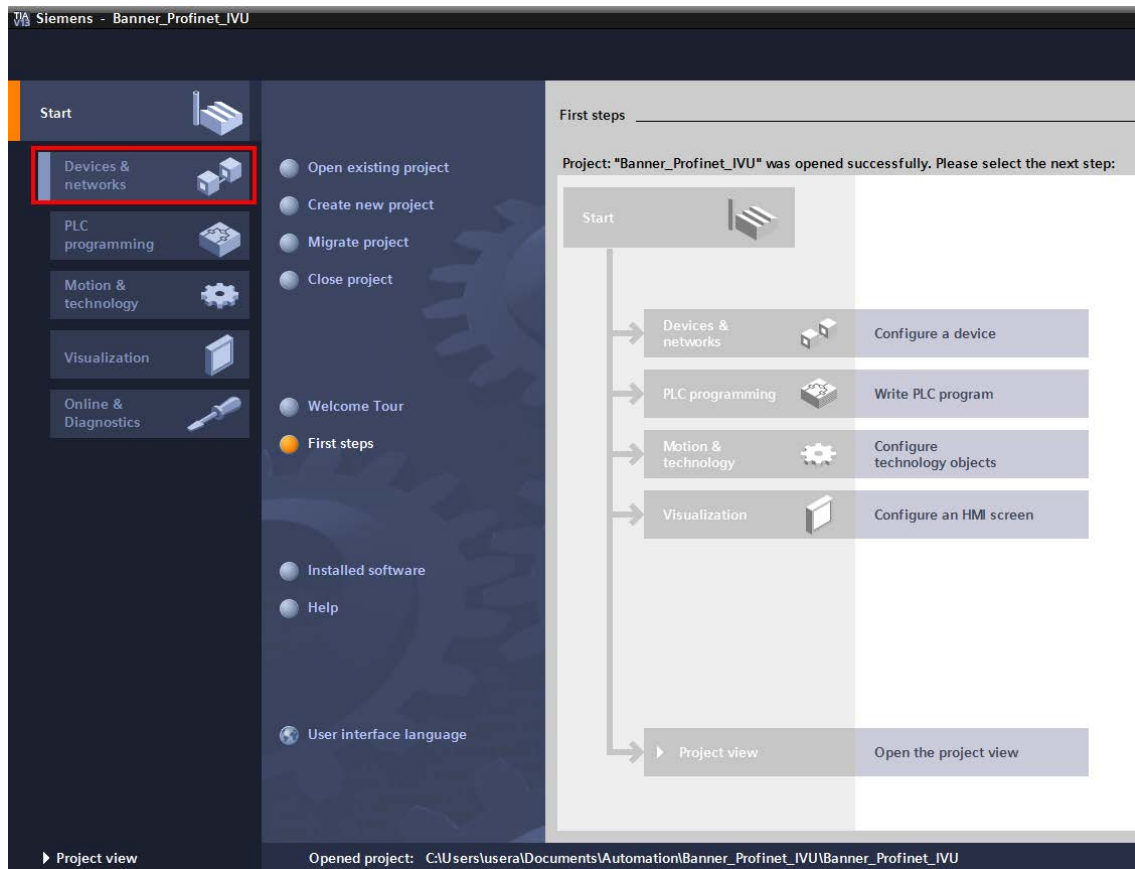 TIA V13 Siemens - Banner_Profinet_IVU
Start
Devices &
networks
PLC
programming
Motion &
technology
Visualization
Online &
Diagnostics
Open existing project
Create new project
Migrate project
Close project
Welcome Tour
First steps
Installed software
Help
User interface language
First steps
Project: "Banner_Profinet_IVU" was opened successfully. Please select the next step:
Start
Devices &
networks
Configure a device
PLC programming
Write PLC program
Motion &
technology
Configure
technology objects
Visualization
Configure an HMI screen
Project view
Open the project view
Project view
Opened project: C:\Users\usera\Documents\Automation\Banner_Profinet_IVU\Banner_Profinet_IVU